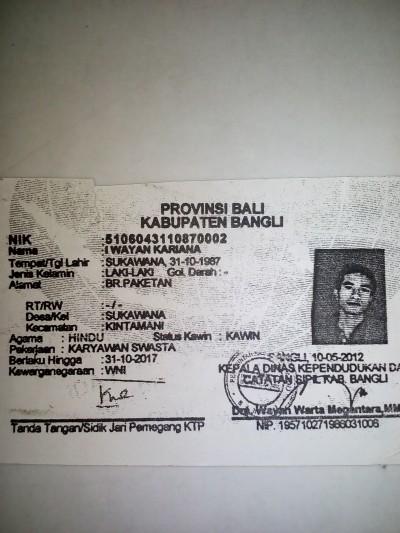 PROVINSI BALI
KABUPATEN BANGLI
NIK : 5106043110870002
Nama : I WAYAN KARIANA
Tempat/Tgl Lahir : SUKAWANA, 31-10-1987
Jenis Kelamin : LAKI-LAKI Gol. Darah : -
Alamat : BR.PAKETAN
RT/RW : -/-
Desa/Kel : SUKAWANA
Kecamatan : KINTAMANI
Agama : HINDU Status Kawin : KAWIN
Pekerjaan : KARYAWAN SWASTA
Berlaku Hingga : 31-10-2017
Kewarganegaraan : WNI
BANGLI, 10-05-2012
KEPALA DINAS KEPENDUDUKAN DA
CATATAN SIPIL KAB. BANGLI
Wayan Warta Megantara,MM
Tanda Tangan/Sidik Jari Pemegang KTP
NIP. 195710271986031006